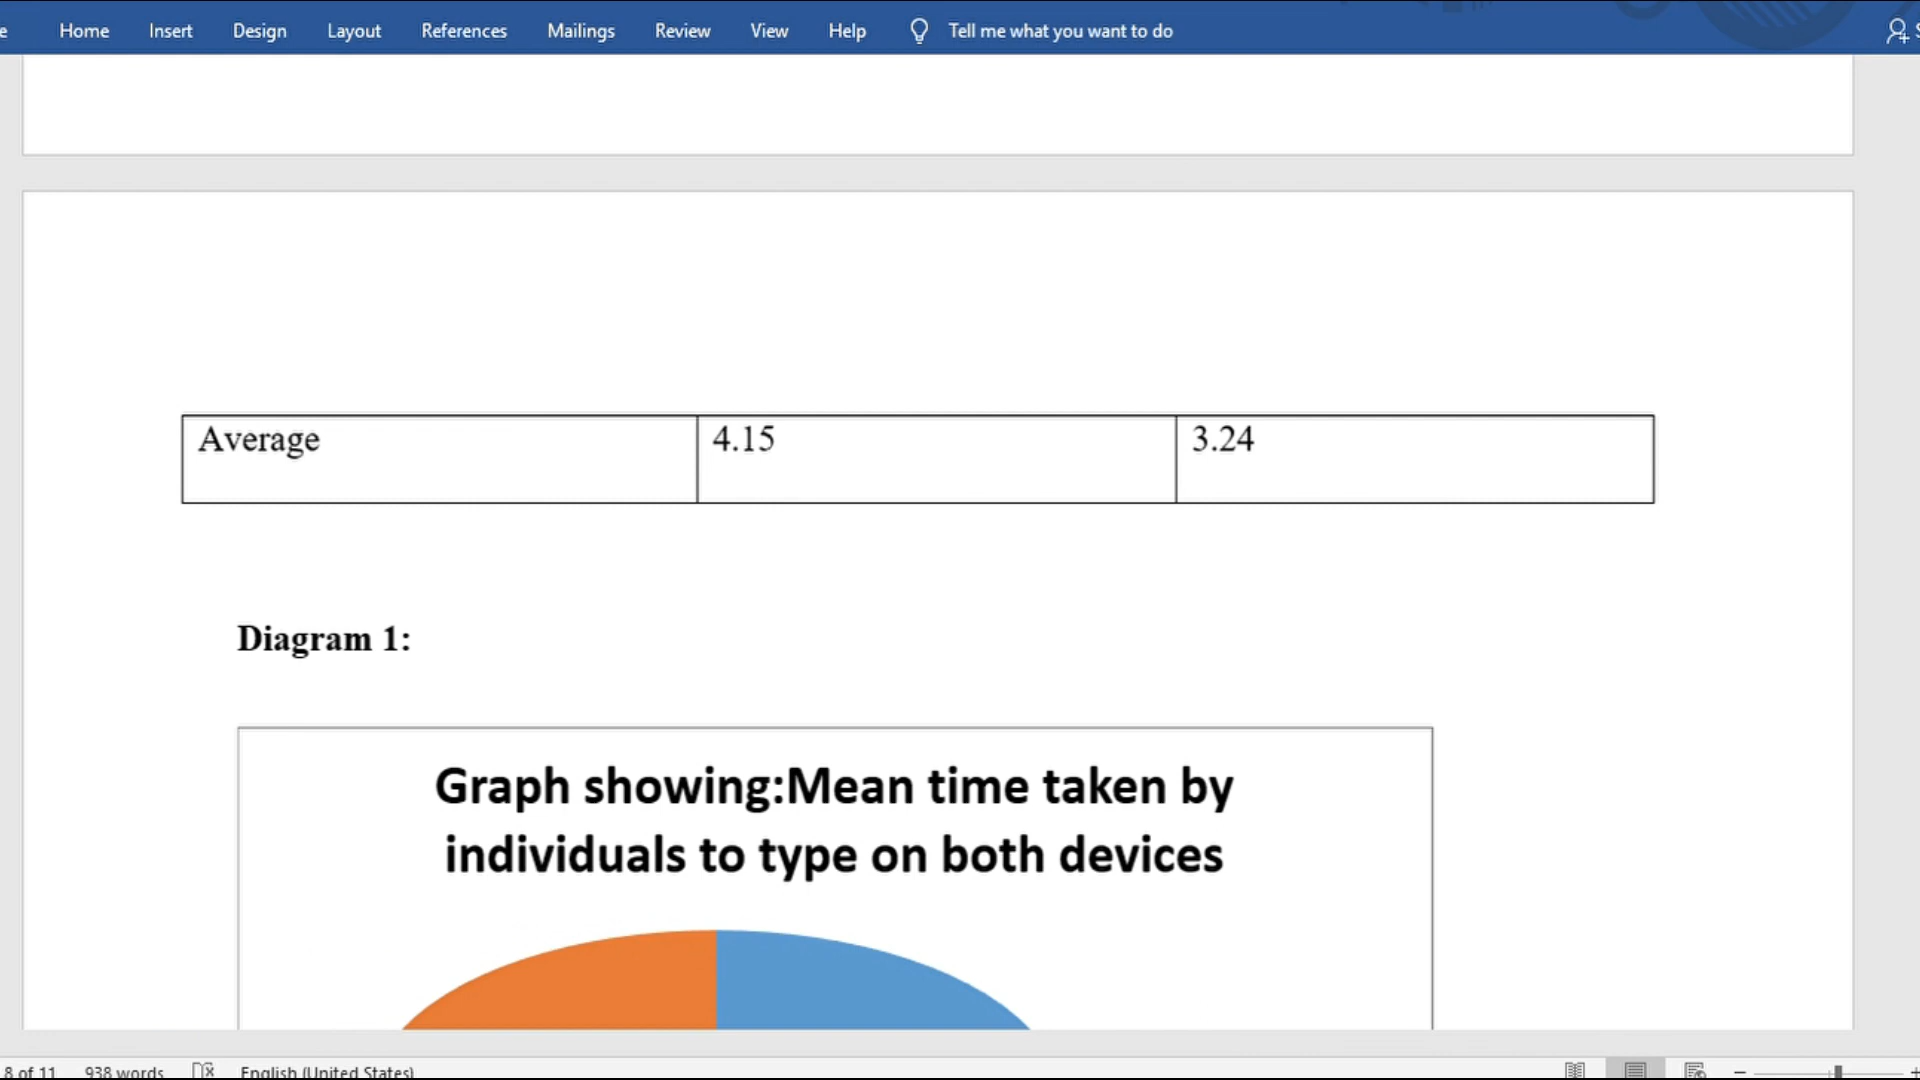 Home Insert Design Layout References Mailings Review View Help Tell me what you want to do
Average 4.15 3.24
Diagram 1:
Graph showing:Mean time taken by
individuals to type on both devices
8 of 11 938 words English (United States)